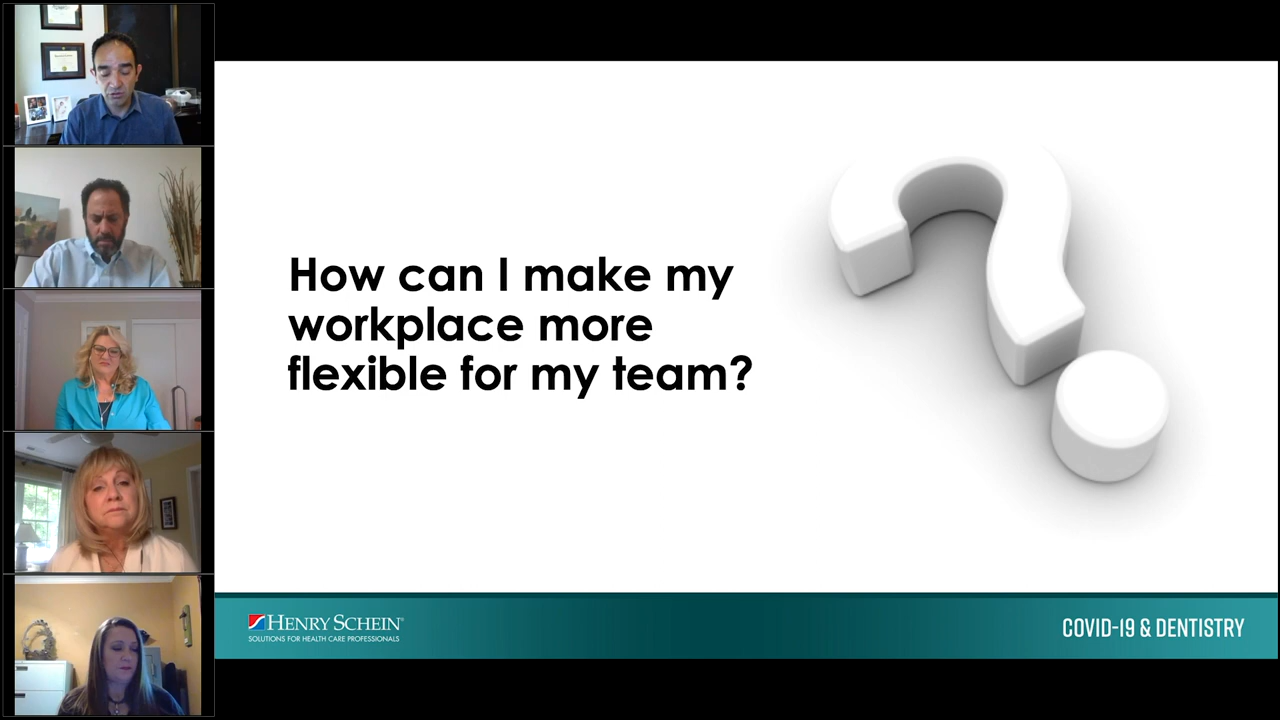 How can I make my
workplace more
flexible for my team?
HENRY SCHEIN®
SOLUTIONS FOR HEALTH CARE PROFESSIONALS
COVID-19 & DENTISTRY